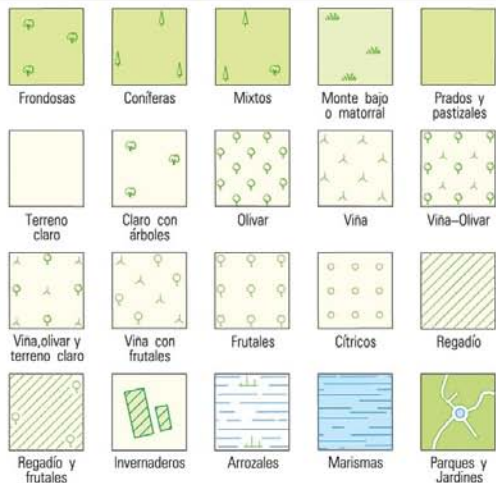 Frondosas
Coníferas
Mixtos
Monte bajo
o matorral
Prados y
pastizales
Terreno
claro
Claro con
árboles
Olivar
Viña
Viña–Olivar
Viña,olivar y
terreno claro
Viña con
frutales
Frutales
Cítricos
Regadío
Regadío y
frutales
Invernaderos
Arrozales
Marismas
Parques y
Jardines